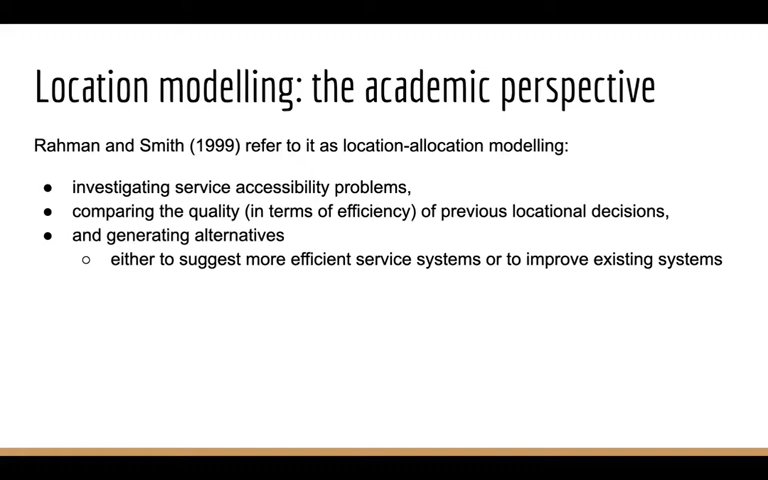 Location modelling: the academic perspective
Rahman and Smith (1999) refer to it as location-allocation modelling:
● investigating service accessibility problems,
● comparing the quality (in terms of efficiency) of previous locational decisions,
● and generating alternatives
○ either to suggest more efficient service systems or to improve existing systems